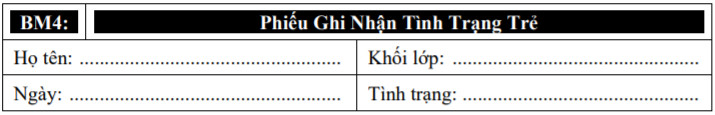 BM4: Phiếu Ghi Nhận Tình Trạng Trẻ
Họ tên: .................................................... Khối lớp: .................................................
Ngày: ...................................................... Tình trạng: ...............................................